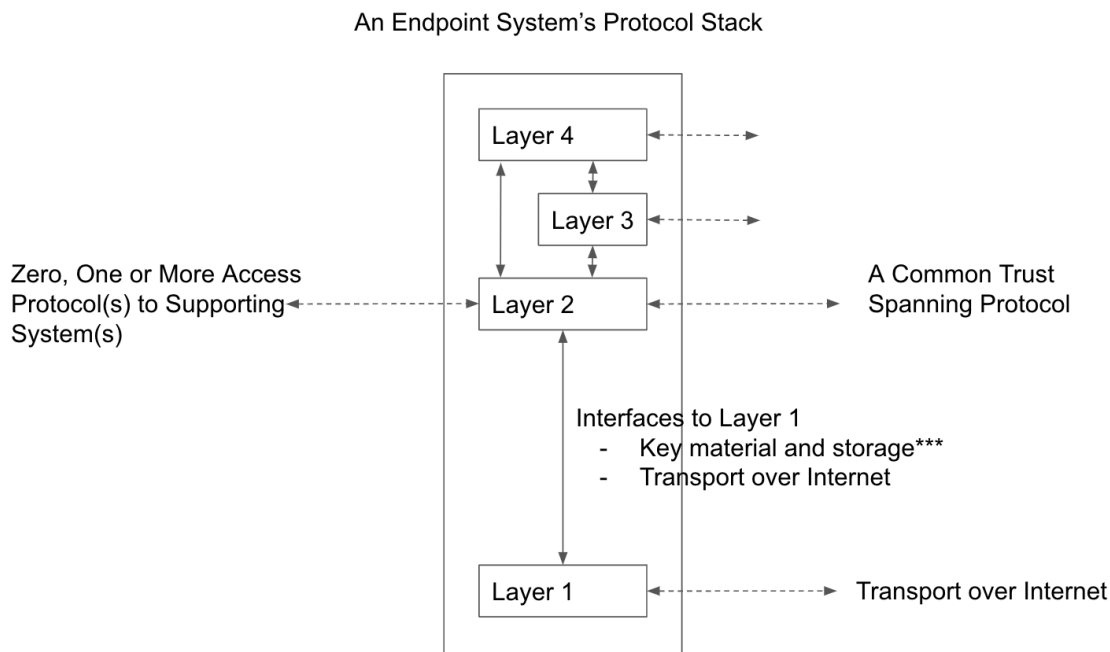 An Endpoint System’s Protocol Stack
Layer 4
Layer 3
Zero, One or More Access
Protocol(s) to Supporting
System(s)
Layer 2
A Common Trust
Spanning Protocol
Interfaces to Layer 1
- Key material and storage***
- Transport over Internet
Layer 1
Transport over Internet